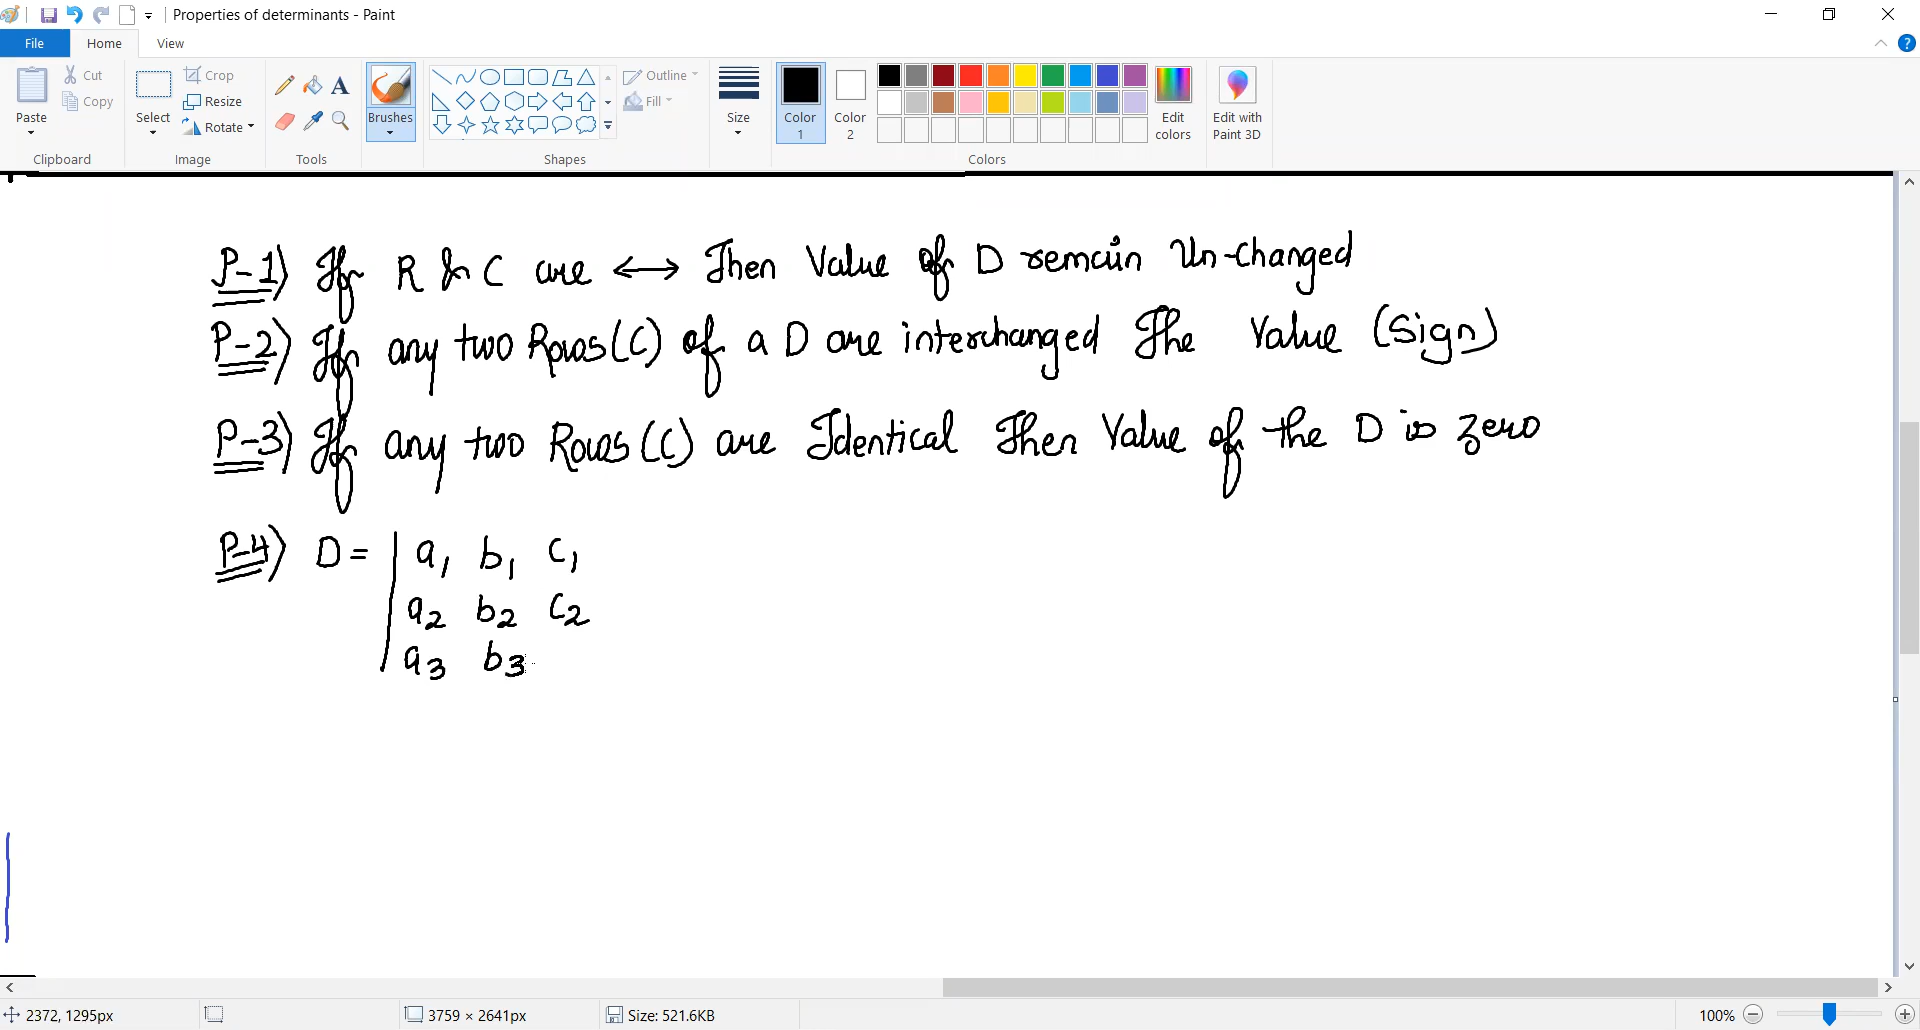 Properties of determinants - Paint
File Home View
Paste Cut Copy Clipboard
Select Crop Resize Rotate Image
Tools
Brushes
Outline Fill Shapes
Size
Color 1 Color 2 Edit colors Colors
Edit with Paint 3D
P-1) If R & C are ↔ Then Value of D remain Un-changed
P-2) If any two Rows(C) of a D are interchanged The Value (Sign)
P-3) If any two Rows(C) are Identical Then Value of the D is zero
P-4) D = | a1 b1 c1
a2 b2 c2
a3 b3
2372, 1295px 3759 × 2641px Size: 521.6KB 100%